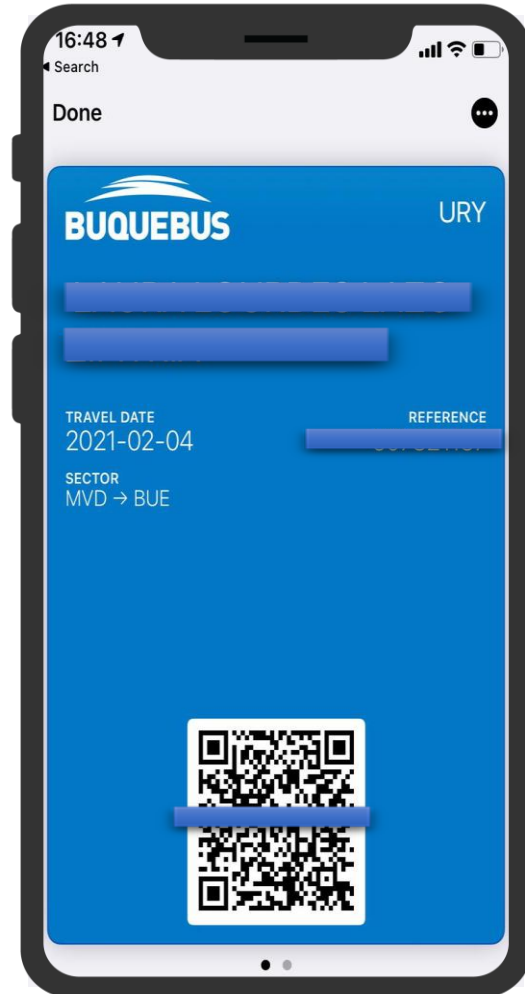 16:48
Search
Done
BUQUEBUS
URY
TRAVEL DATE
REFERENCE
2021-02-04
SECTOR
MVD → BUE